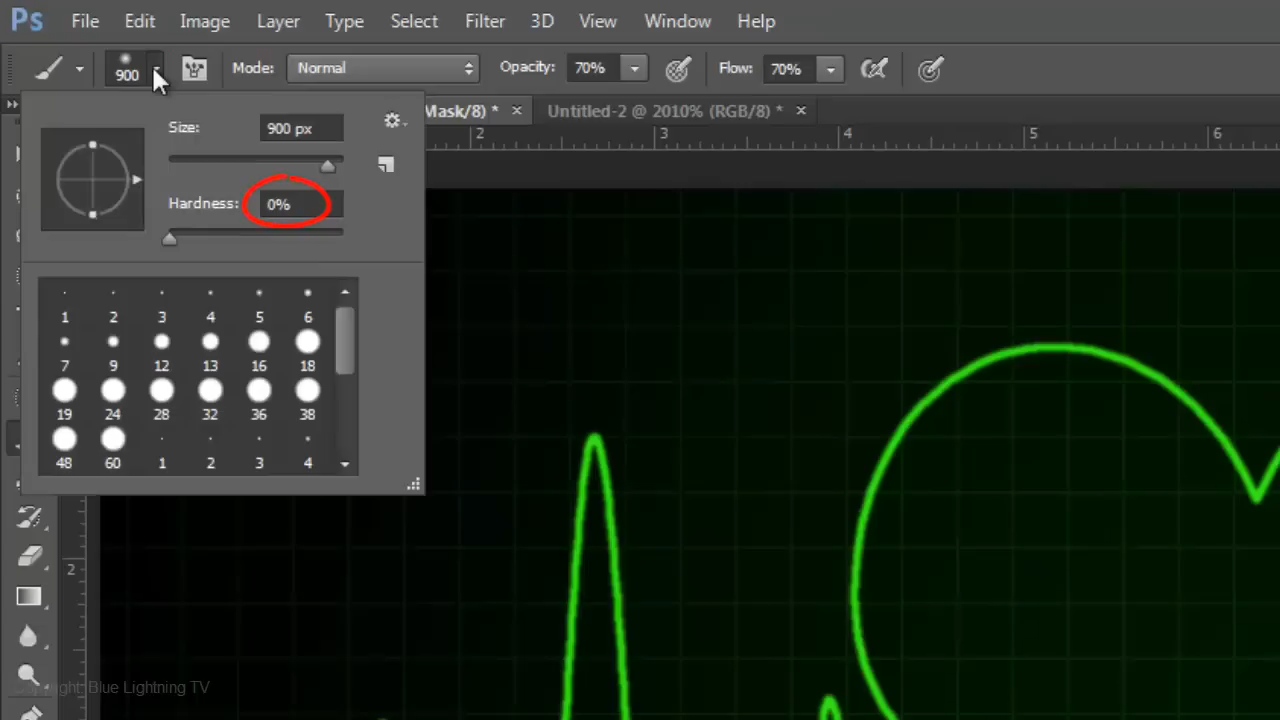 Ps File Edit Image Layer Type Select Filter 3D View Window Help
900 Mode: Normal Opacity: 70% Flow: 70%
Mask/8) * × Untitled-2 @ 2010% (RGB/8) * ×
2 3 4 5 6
Size: 900 px
Hardness: 0%
1 2 3 4 5 6
7 9 12 13 16 18
19 24 28 32 36 38
48 60 1 2 3 4
2
Copyright: Blue Lightning TV